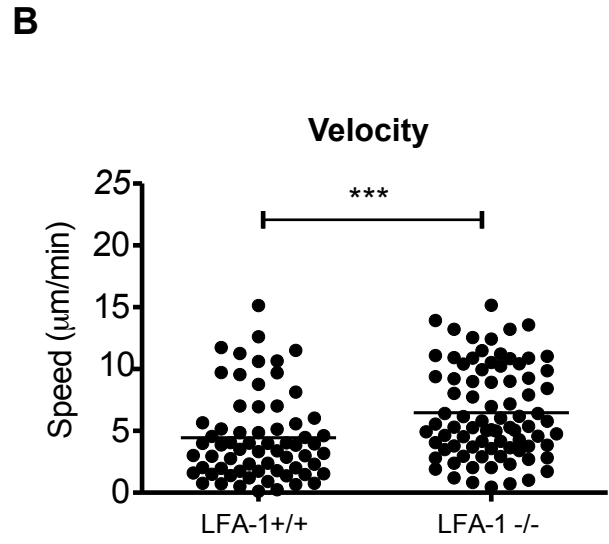 B
Velocity
***
25
20
15
10
5
0
Speed (μm/min)
LFA-1+/+
LFA-1 -/-